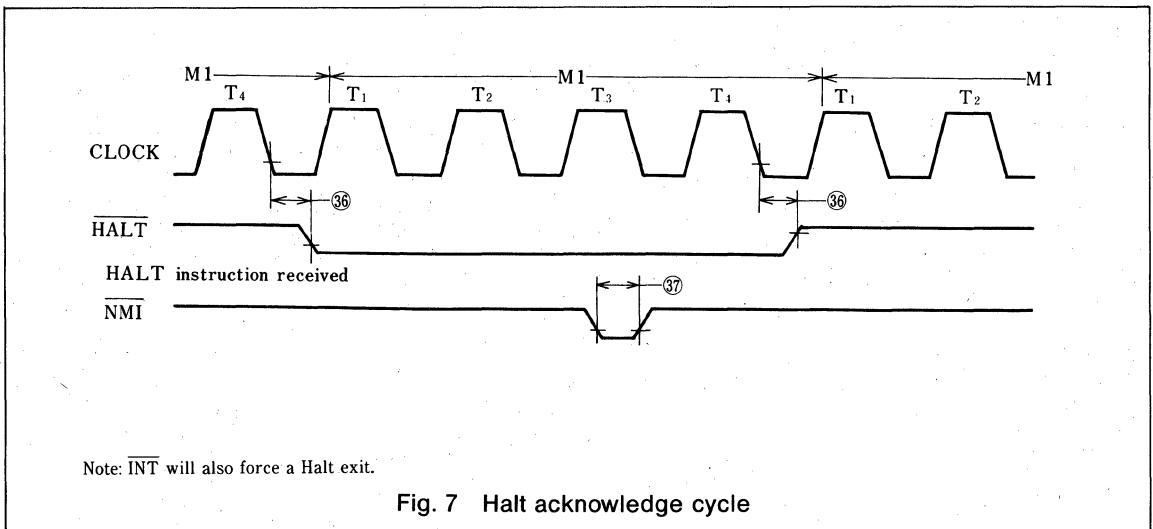 M1 M1 M1
T4 T1 T2 T3 T4 T1 T2
CLOCK
㊱ ㊱
HALT
HALT instruction received
㊲
NMI
Note: INT will also force a Halt exit.
Fig. 7 Halt acknowledge cycle